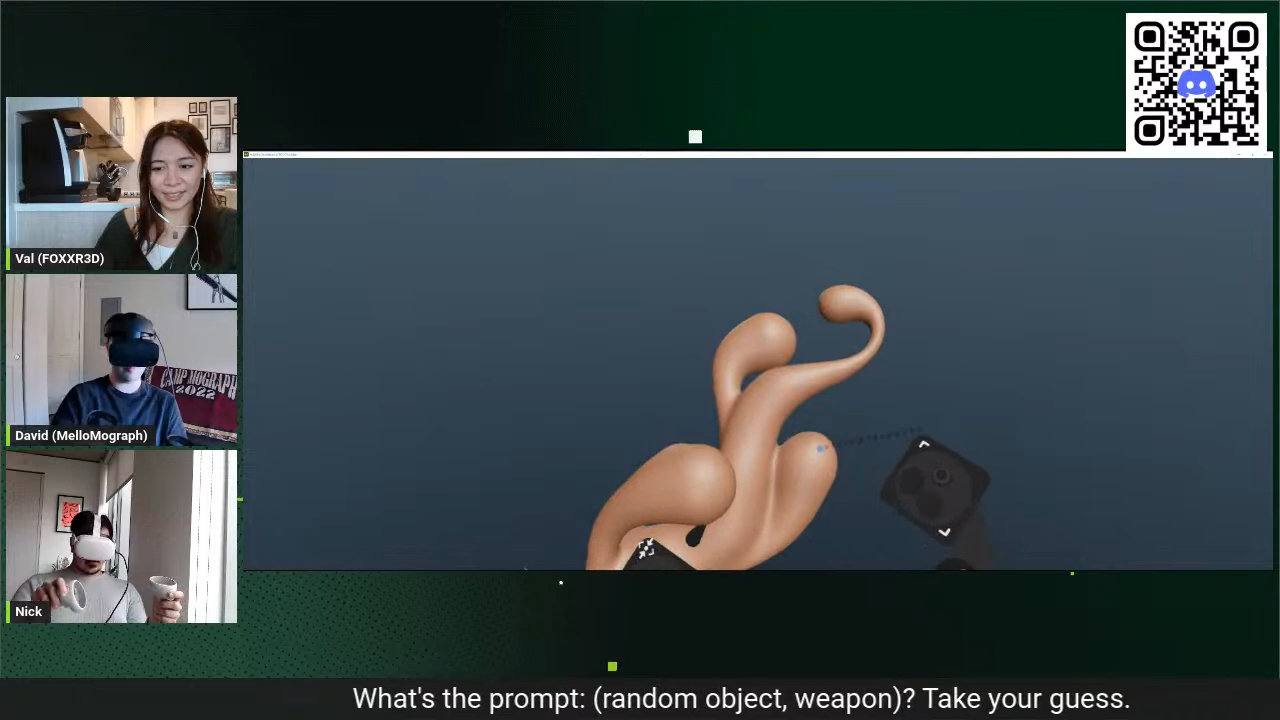 Val (FOXXR3D)
CAMP MOGRAPH
2022
David (MelloMograph)
Nick
What's the prompt: (random object, weapon)? Take your guess.